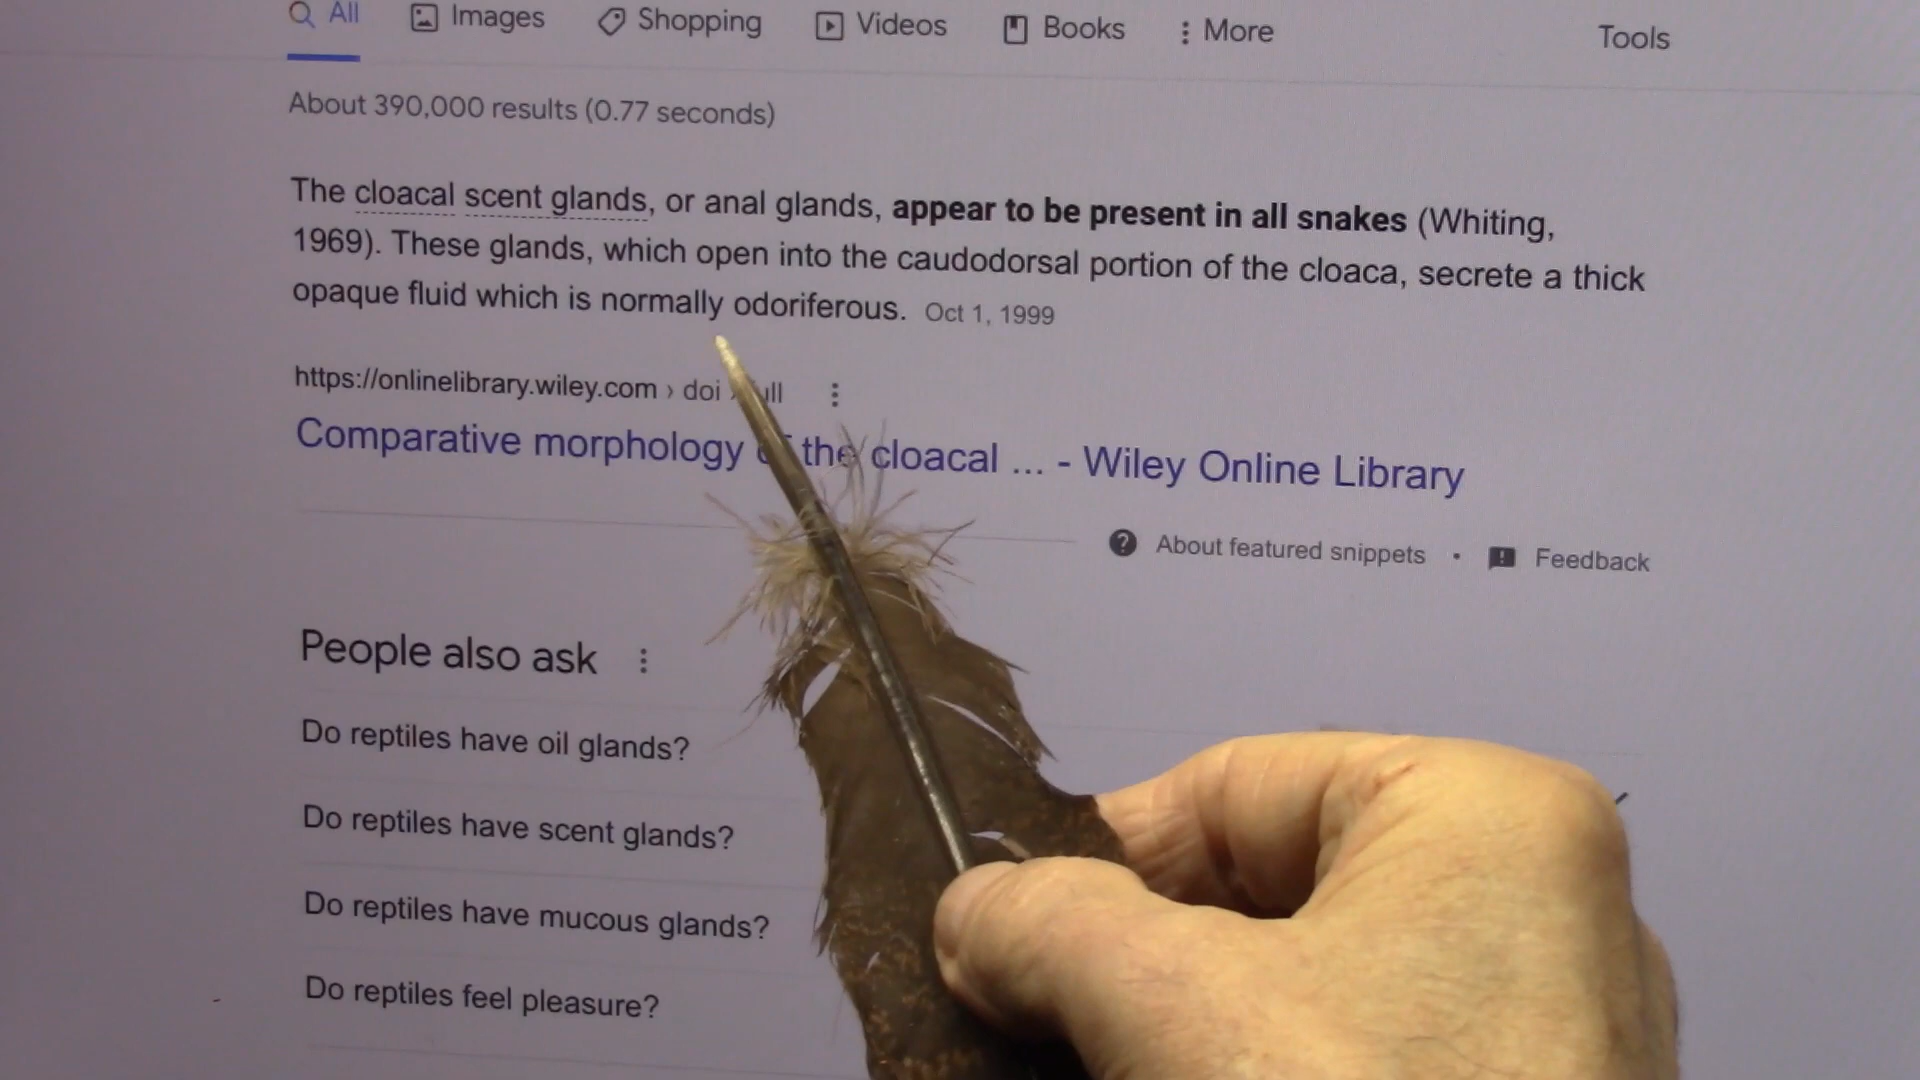 All Images Shopping Videos Books More Tools
About 390,000 results (0.77 seconds)
The cloacal scent glands, or anal glands, appear to be present in all snakes (Whiting,
1969). These glands, which open into the caudodorsal portion of the cloaca, secrete a thick
opaque fluid which is normally odoriferous. Oct 1, 1999
https://onlinelibrary.wiley.com › doi ›
Comparative morphology the cloacal ... - Wiley Online Library
About featured snippets • Feedback
People also ask
Do reptiles have oil glands?
Do reptiles have scent glands?
Do reptiles have mucous glands?
Do reptiles feel pleasure?